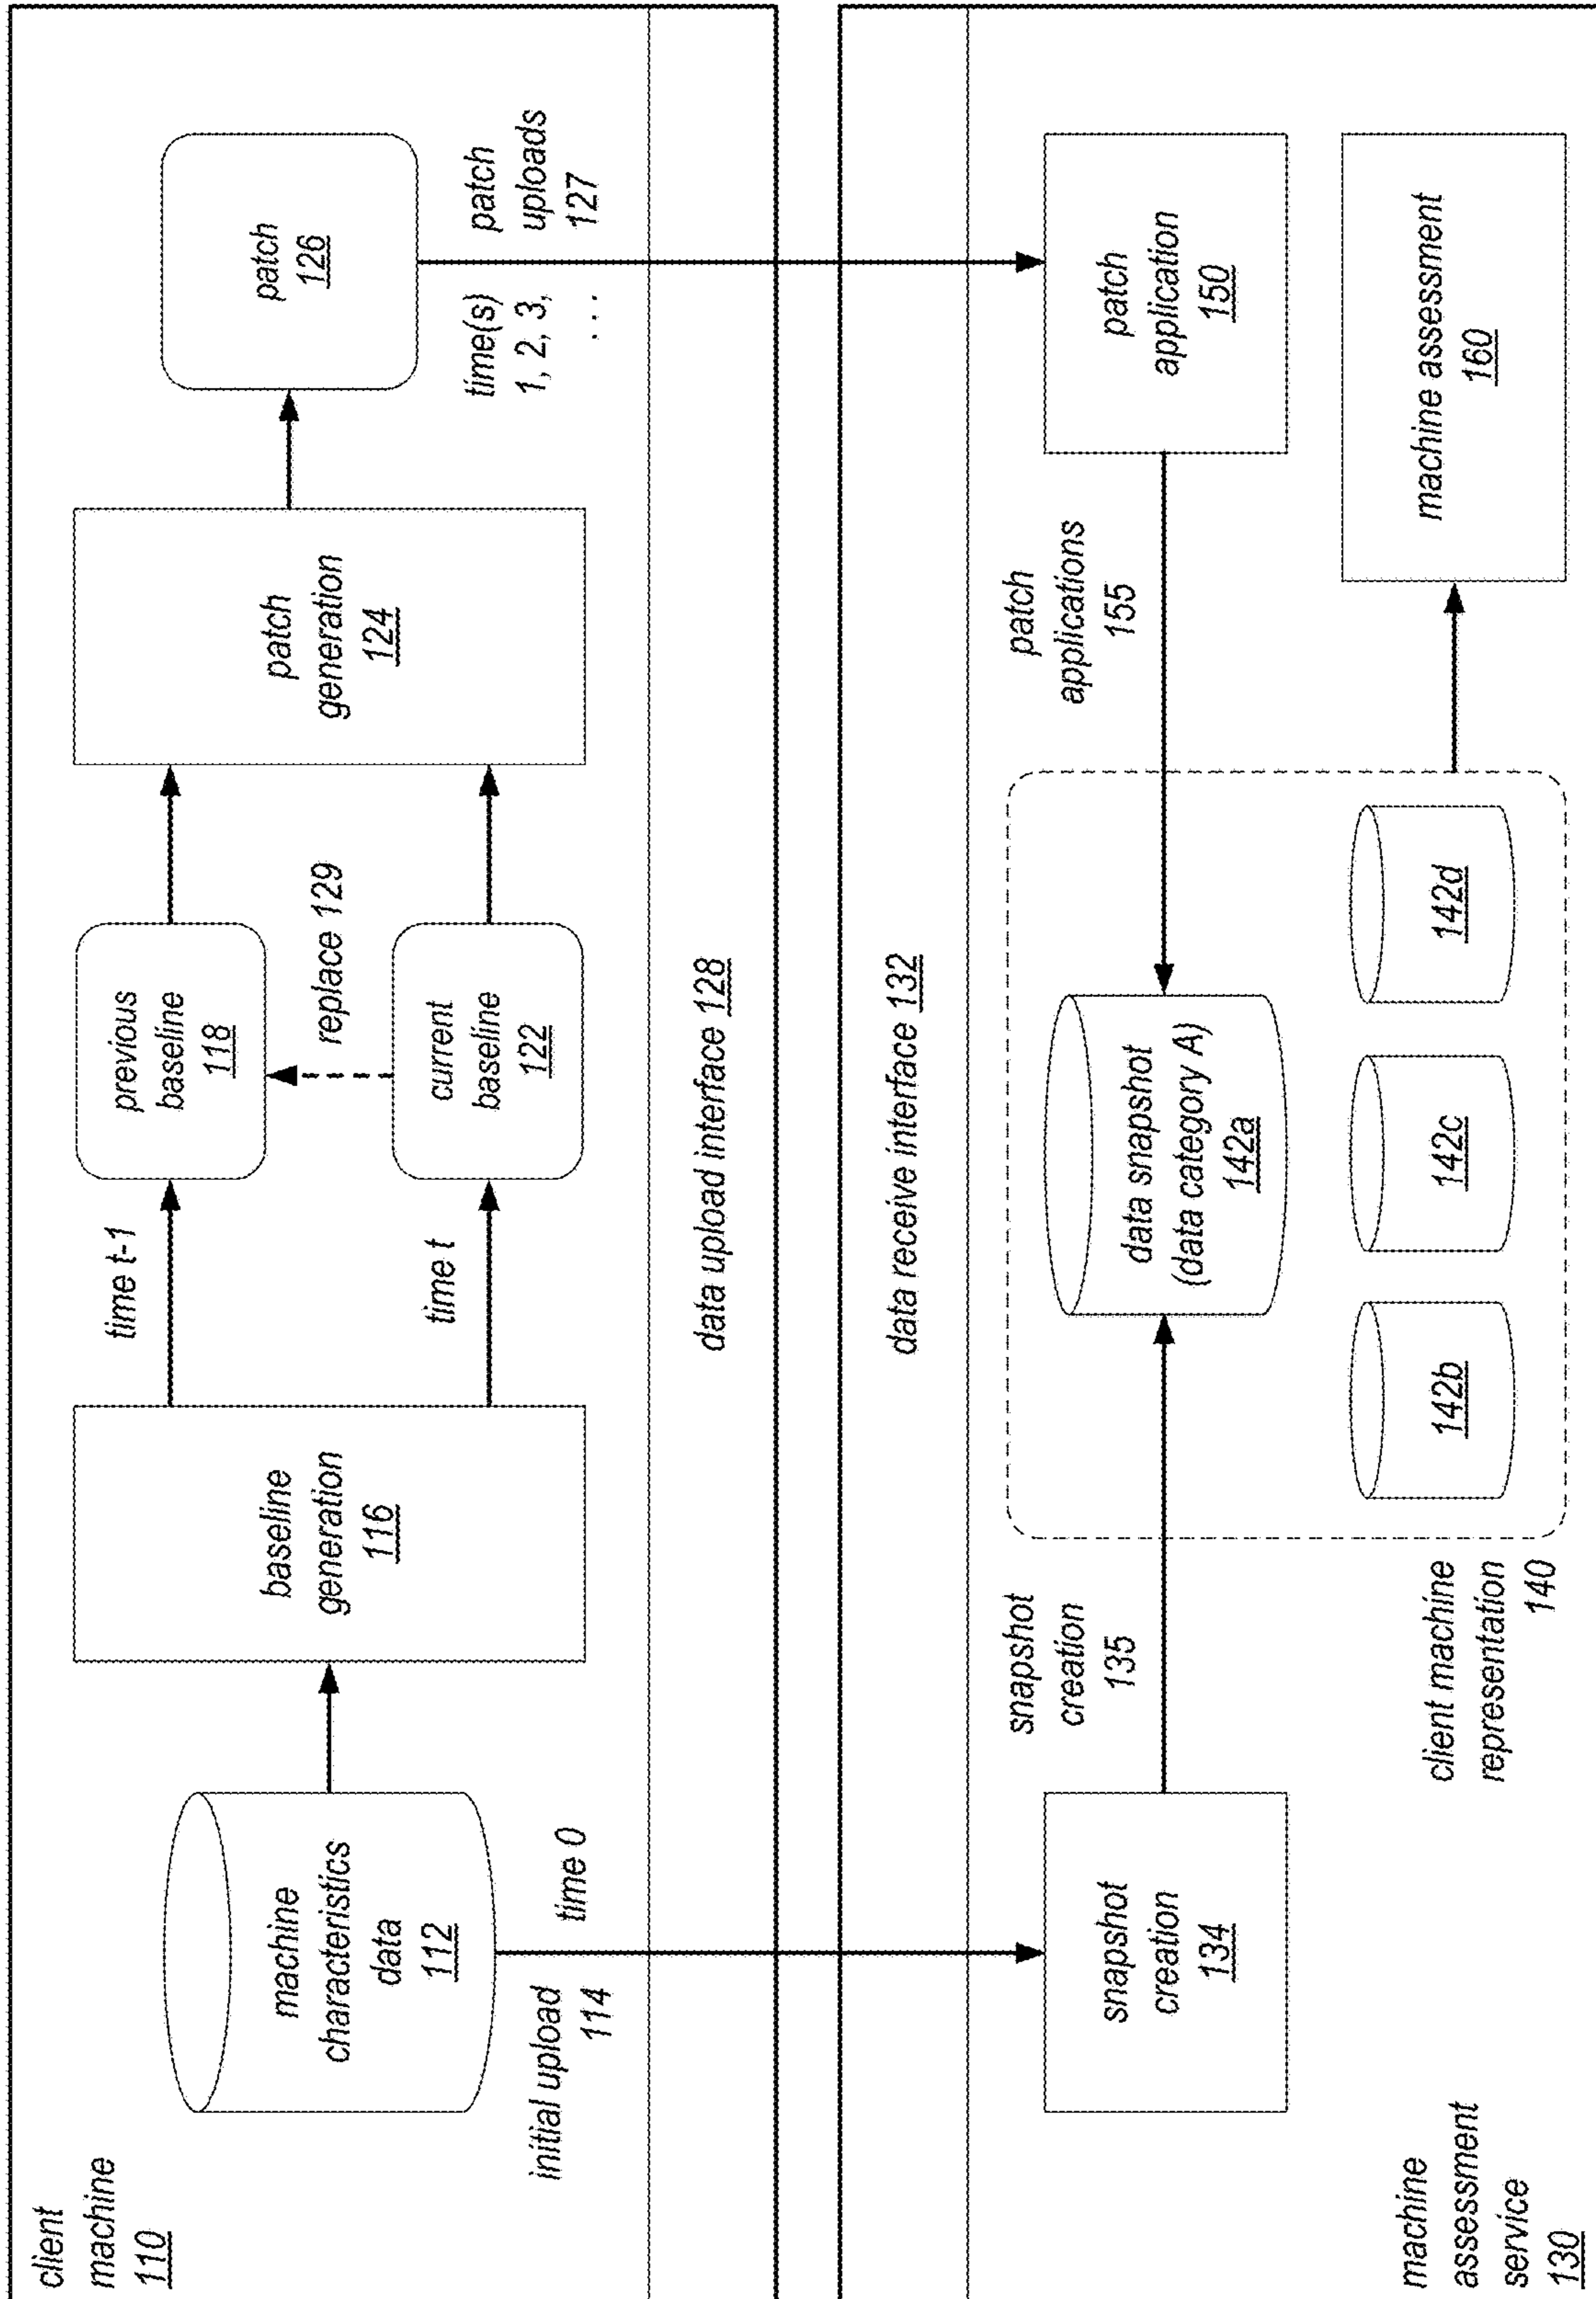 client
machine
110
machine
characteristics
data
112
initial upload
114
time 0
baseline
generation
116
time t-1
time t
previous
baseline
118
replace 129
current
baseline
122
patch
generation
124
patch
126
time(s)
1, 2, 3,
. . .
patch
uploads
127
data upload interface 128
data receive interface 132
machine
assessment
service
130
snapshot
creation
134
snapshot
creation
135
client machine
representation
140
data snapshot
(data category A)
142a
142b
142c
142d
patch
applications
155
patch
application
150
machine assessment
160